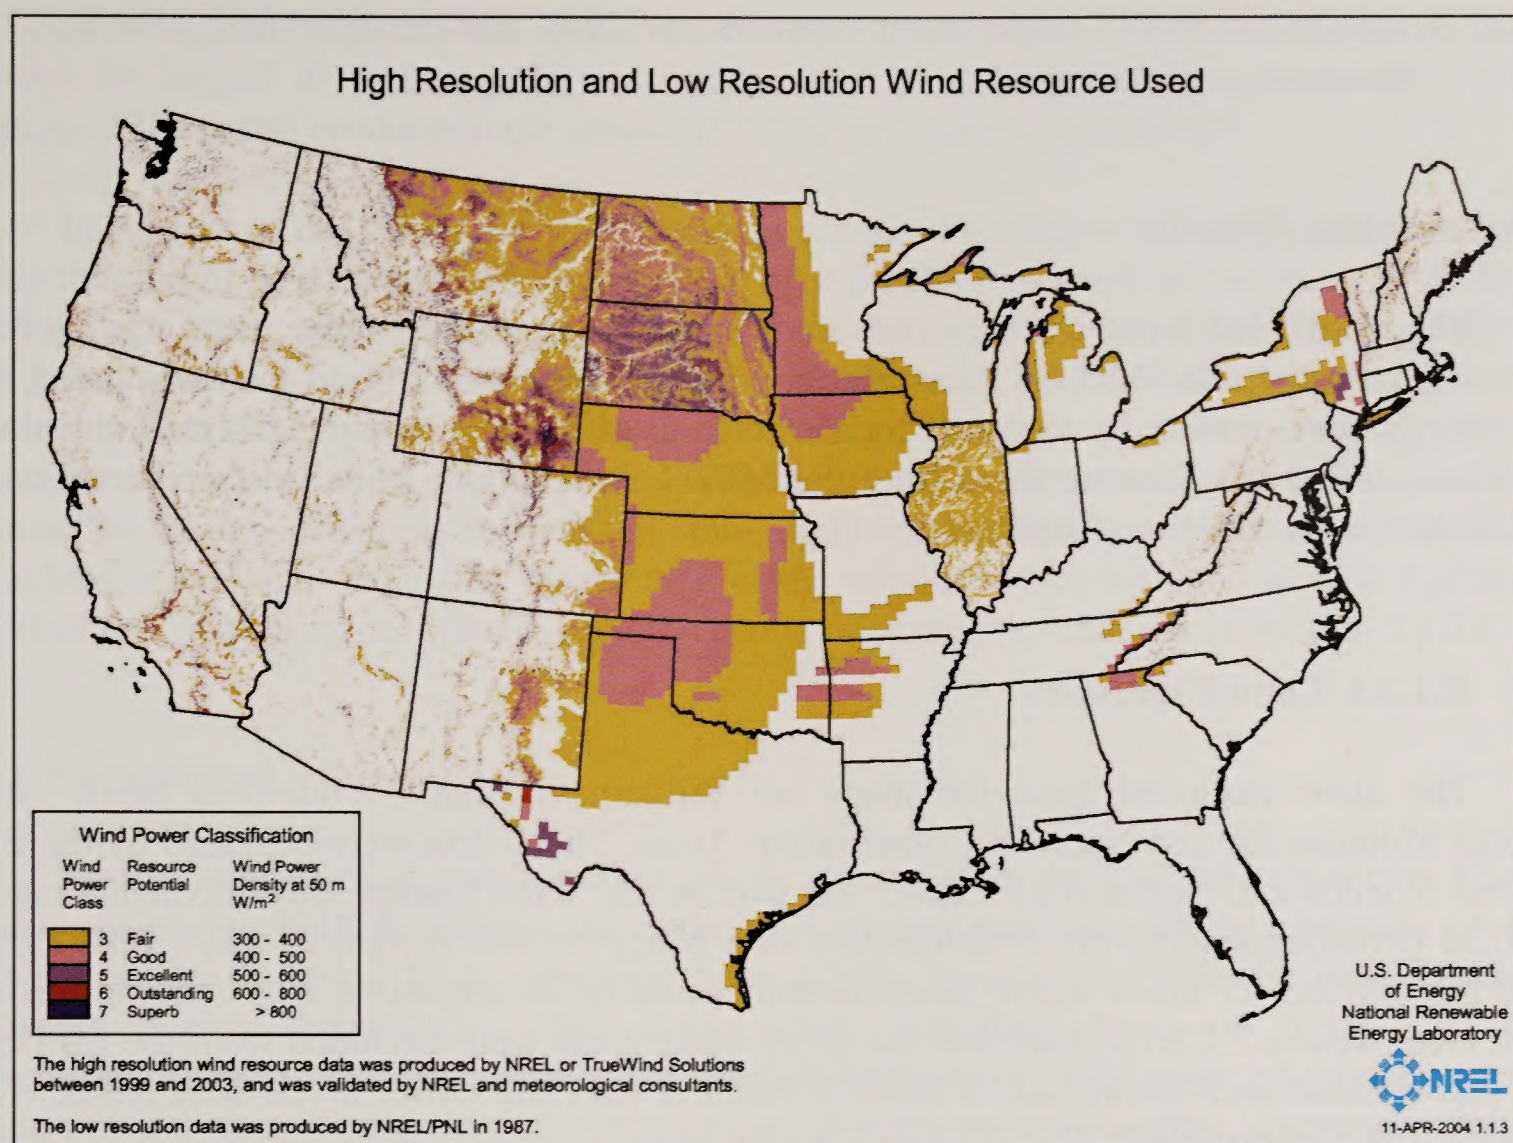 High Resolution and Low Resolution Wind Resource Used
Wind Power Classification
Wind Resource Wind Power
Power Potential Density at 50 m
Class W/m²
3 Fair 300 - 400
4 Good 400 - 500
5 Excellent 500 - 600
6 Outstanding 600 - 800
7 Superb > 800
U.S. Department
of Energy
National Renewable
Energy Laboratory
NREL
The high resolution wind resource data was produced by NREL or TrueWind Solutions
between 1999 and 2003, and was validated by NREL and meteorological consultants.
The low resolution data was produced by NREL/PNL in 1987.
11-APR-2004 1.1.3